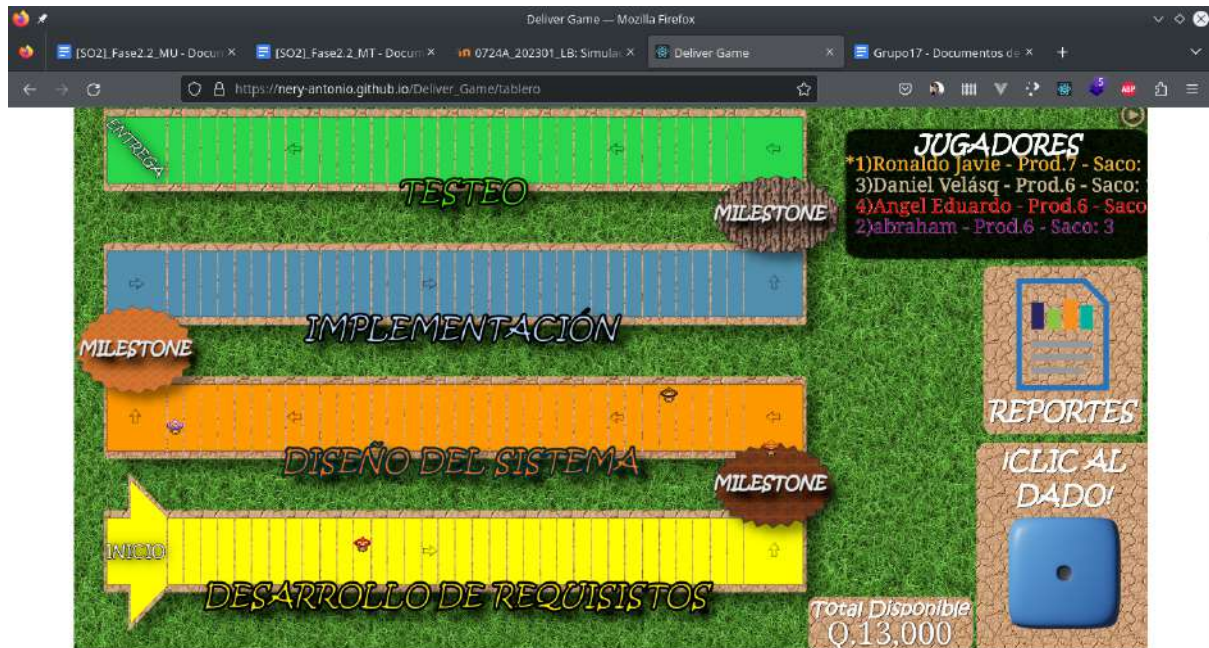 Deliver Game — Mozilla Firefox
[SO2]_Fase2.2_MU - Docun
[SO2]_Fase2.2_MT - Docum
0724A_202301_LB: Simulac
Deliver Game
Grupo17 - Documentos de
https://nery-antonio.github.io/Deliver_Game/tablero
5
ABP
ENTREGA
TESTEO
MILESTONE
JUGADORES
*1)Ronaldo Javie - Prod.7 - Saco:
3)Daniel Velásq - Prod.6 - Saco:
4)Angel Eduardo - Prod.6 - Saco
2)abraham - Prod.6 - Saco: 3
IMPLEMENTACIÓN
MILESTONE
REPORTES
DISEÑO DEL SISTEMA
MILESTONE
¡CLIC AL
DADO!
INICIO
DESARROLLO DE REQUISISTOS
Total Disponible
Q.13,000